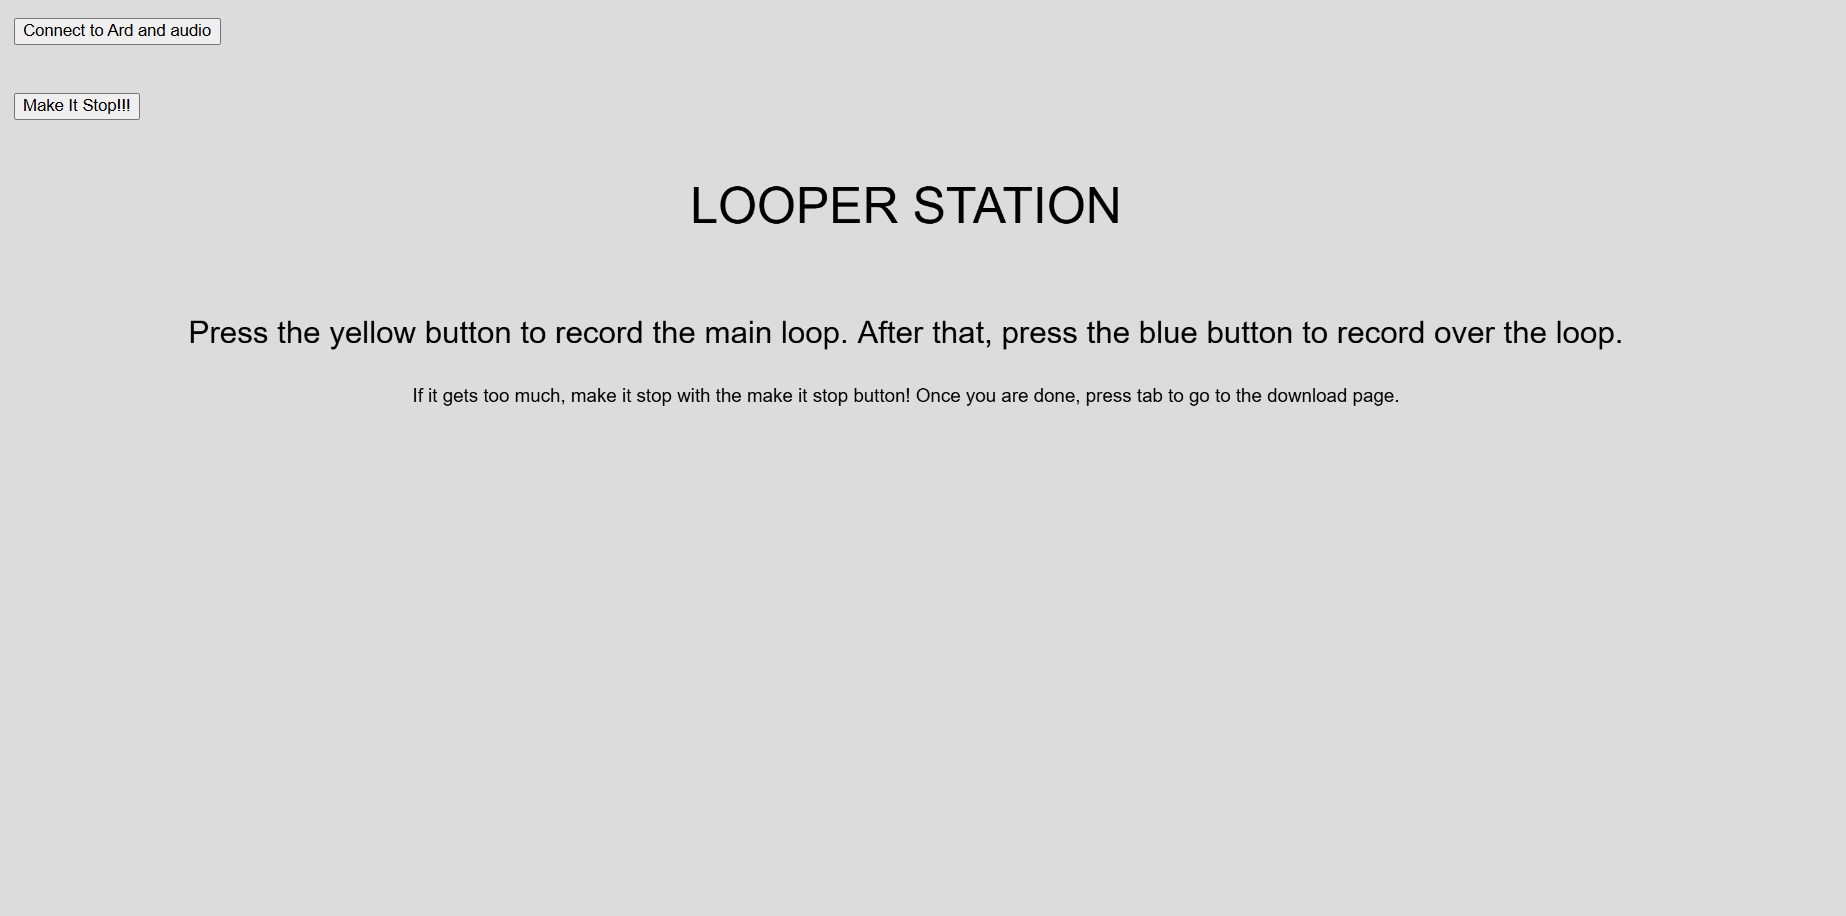 Connect to Ard and audio
Make It Stop!!!
LOOPER STATION
Press the yellow button to record the main loop. After that, press the blue button to record over the loop.
If it gets too much, make it stop with the make it stop button! Once you are done, press tab to go to the download page.